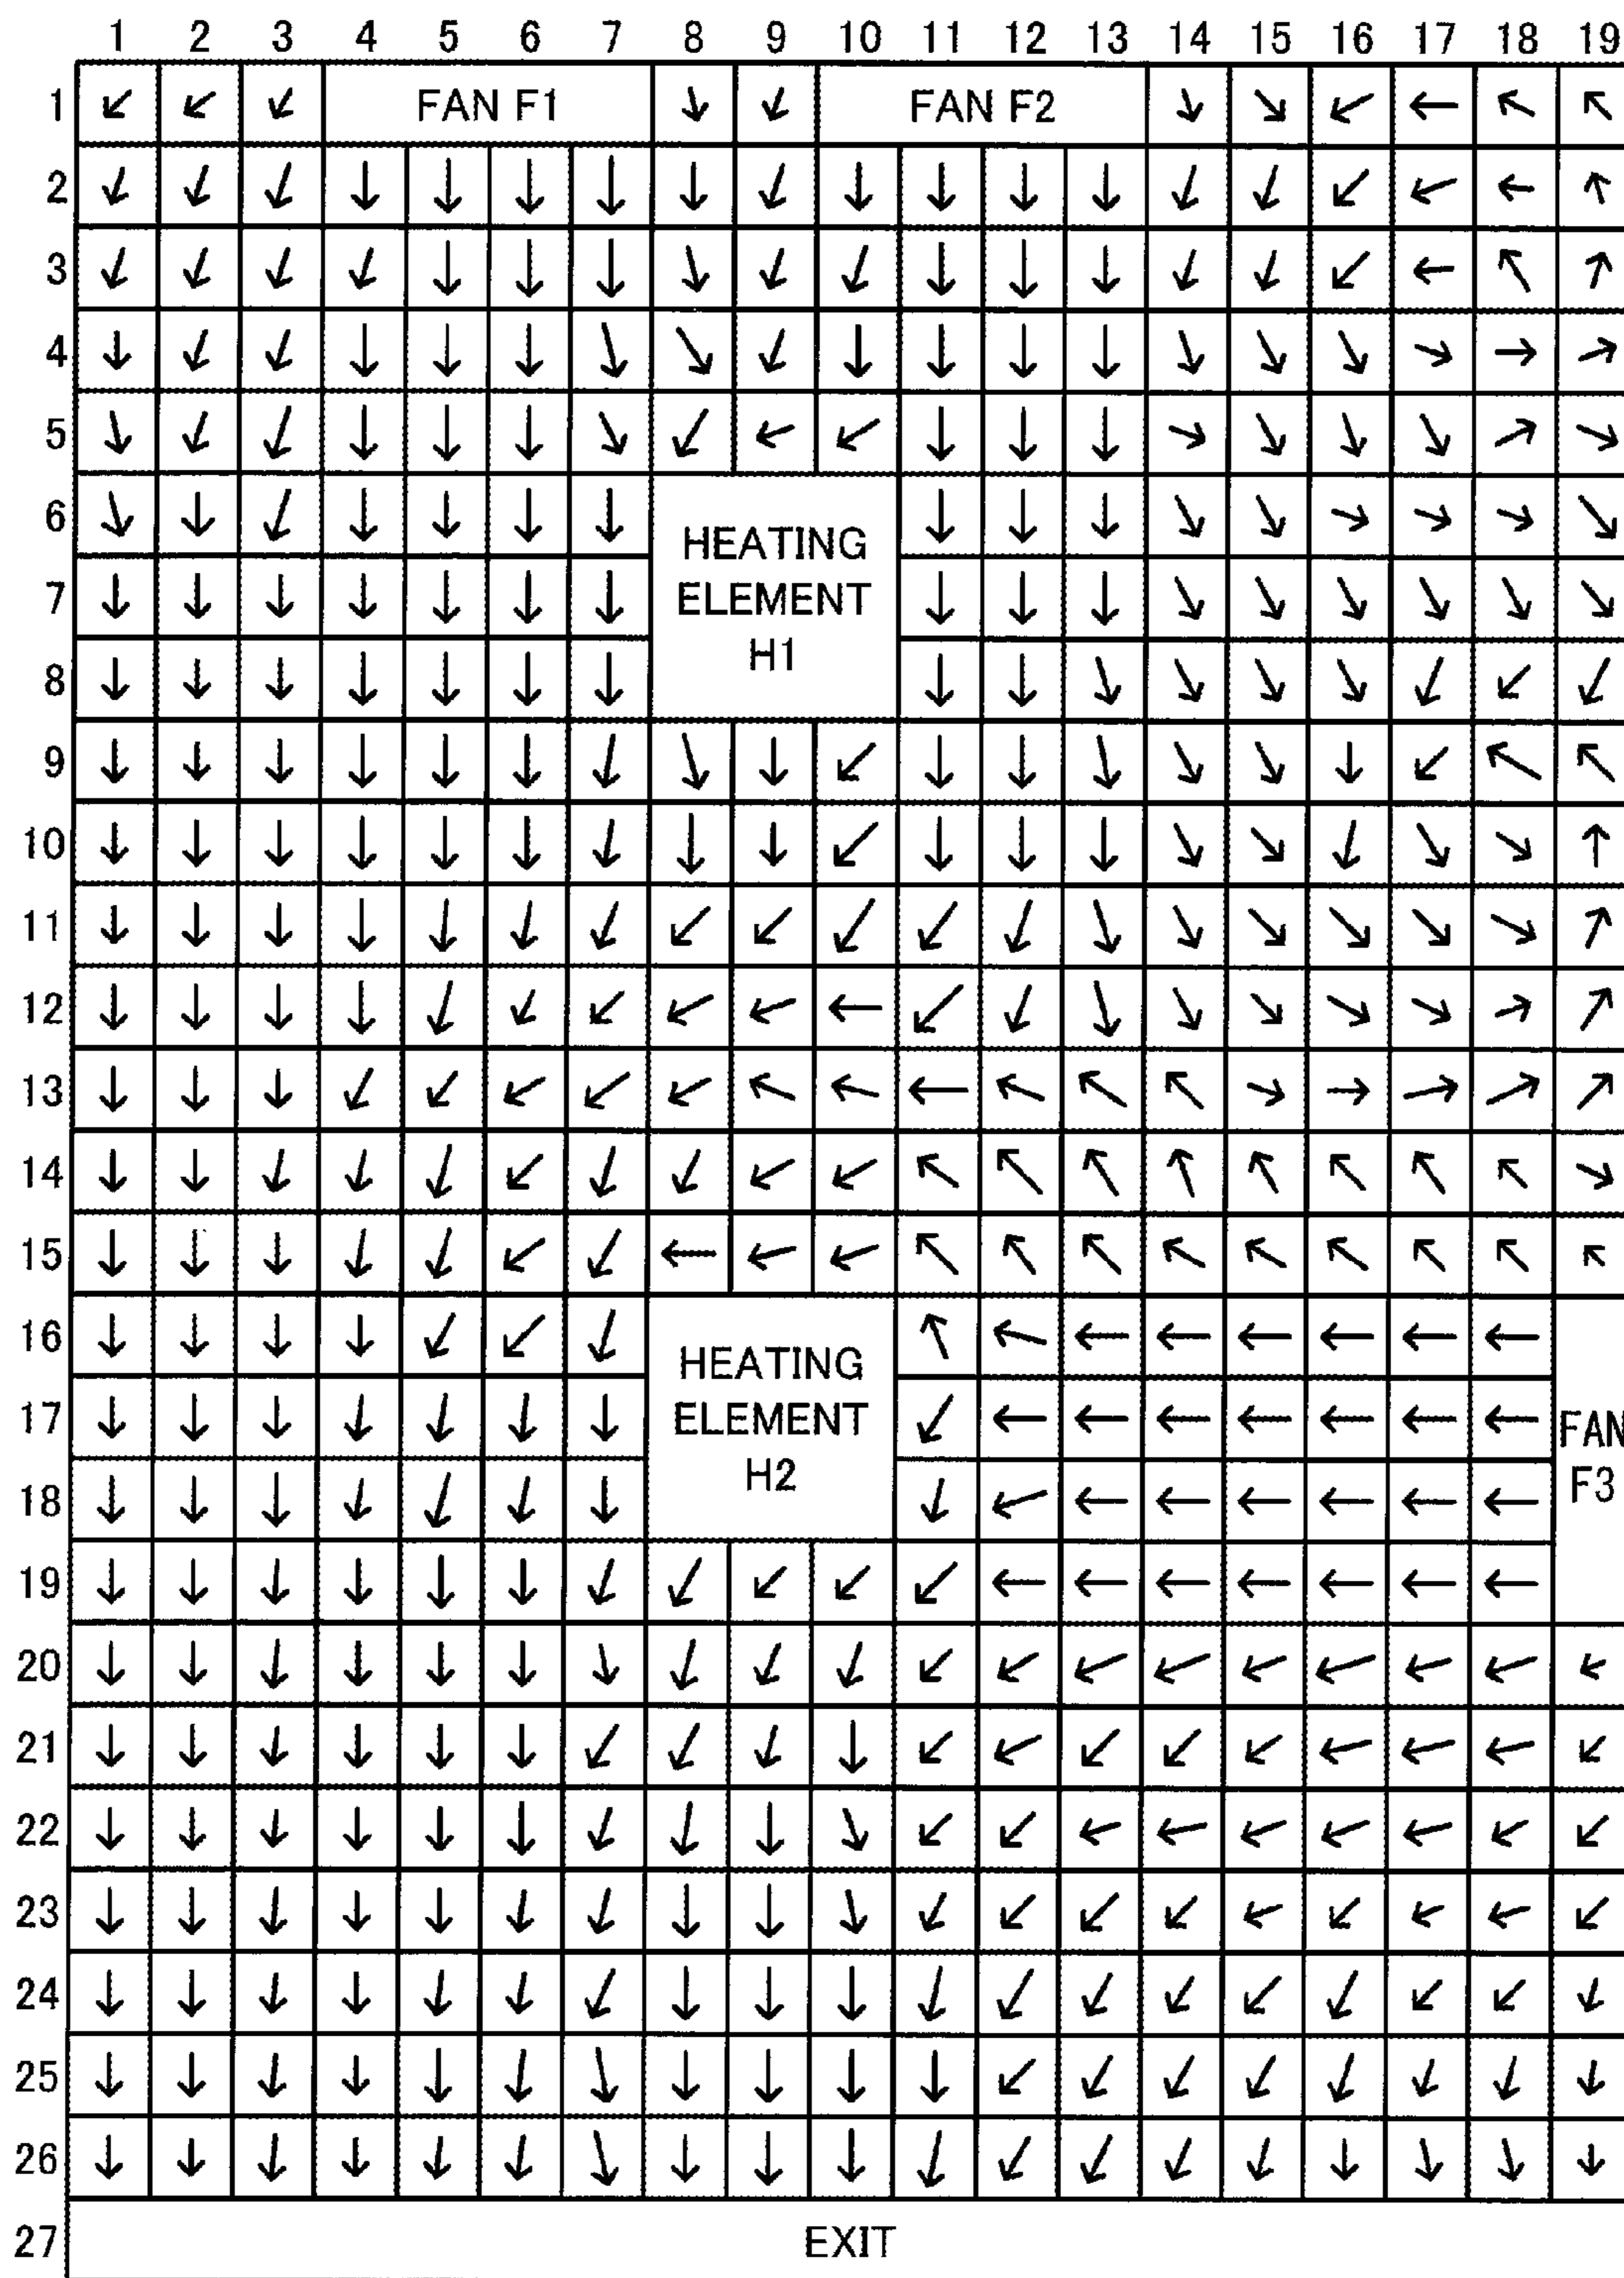 1 2 3 4 5 6 7 8 9 10 11 12 13 14 15 16 17 18 19
1 FAN F1 FAN F2
2
3
4
5
6
HEATING
7 ELEMENT
8 H1
9
10
11
12
13
14
15
16
HEATING
17 ELEMENT FAN
18 H2 F3
19
20
21
22
23
24
25
26
27 EXIT